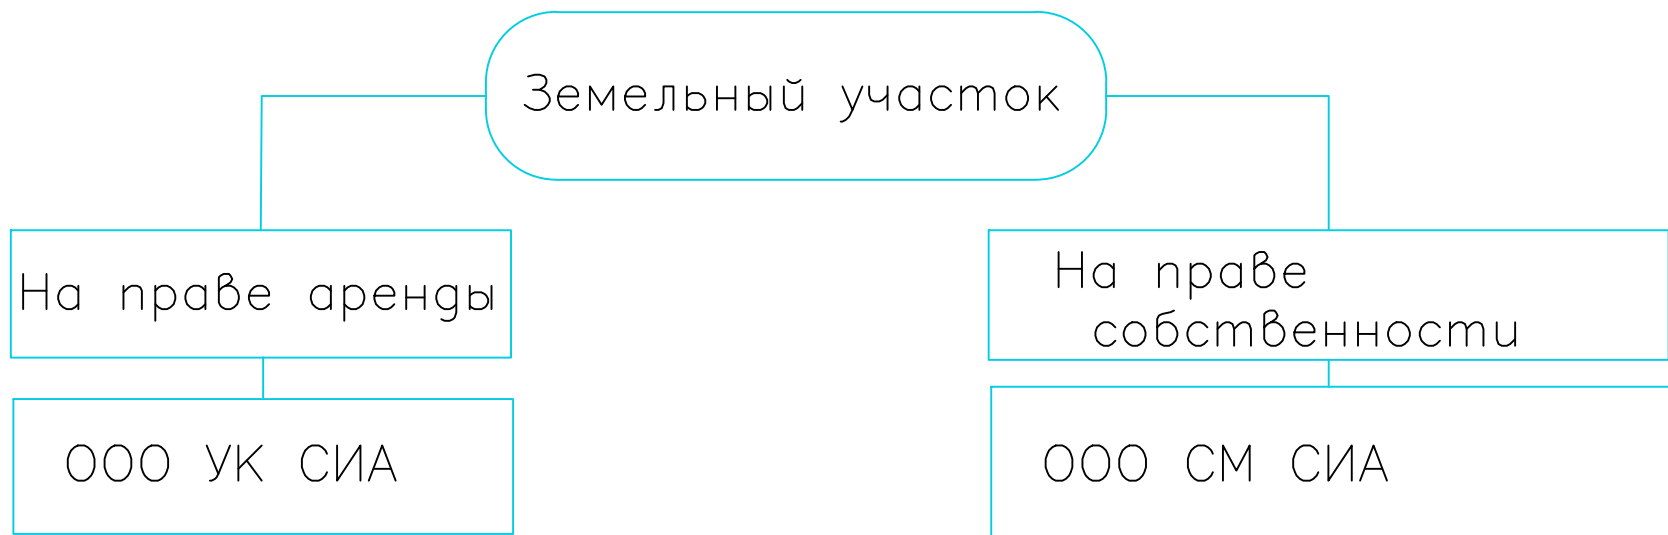 Земельный участок
На праве аренды
На праве
собственности
ООО УК СИА
ООО СМ СИА